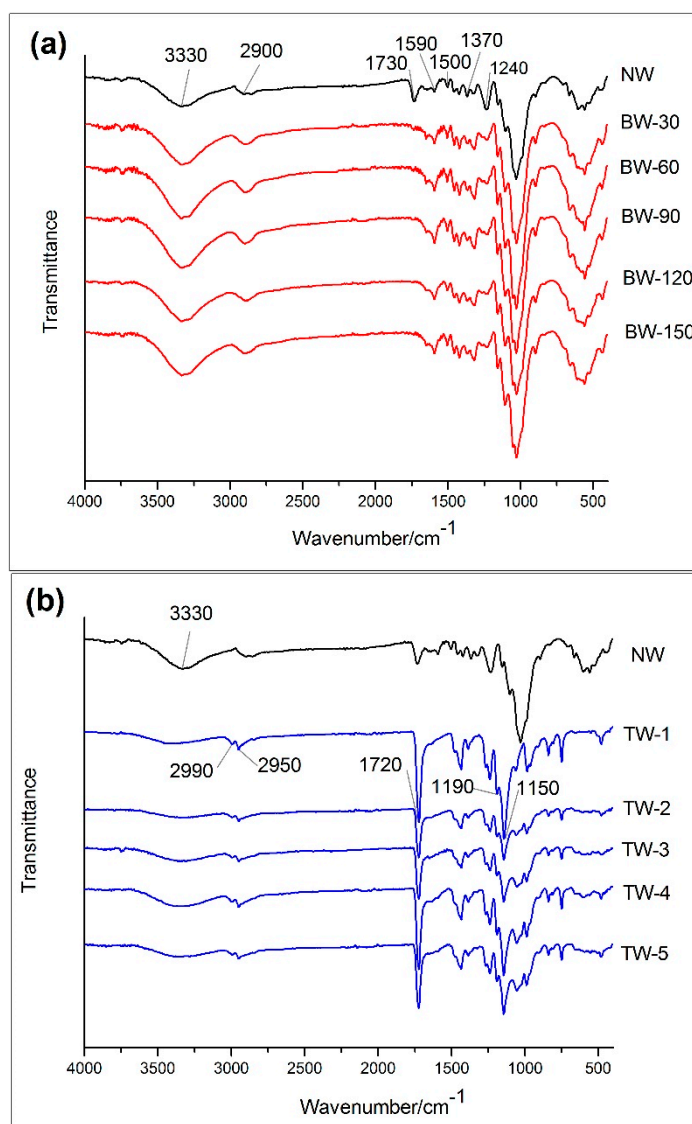 (a)
3330
2900
1730
1590
1500
1370
1240
NW
BW-30
BW-60
BW-90
BW-120
BW-150
Transmittance
4000 3500 3000 2500 2000 1500 1000 500
Wavenumber/cm-1
(b)
3330
NW
TW-1
2990
2950
1720
1190
1150
TW-2
TW-3
TW-4
TW-5
Transmittance
4000 3500 3000 2500 2000 1500 1000 500
Wavenumber/cm-1